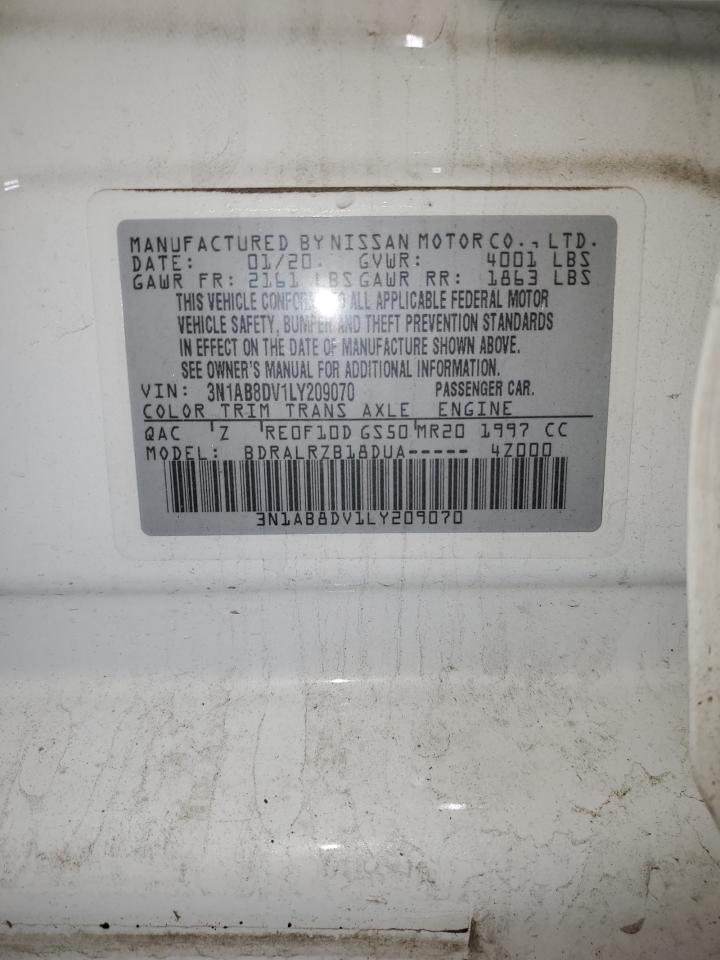 MANUFACTURED BY NISSAN MOTOR CO., LTD.
DATE: 01/20 GVWR: 4001 LBS
GAWR FR: 2161 LBS GAWR RR: 1863 LBS
THIS VEHICLE CONFORMS TO ALL APPLICABLE FEDERAL MOTOR
VEHICLE SAFETY, BUMPER AND THEFT PREVENTION STANDARDS
IN EFFECT ON THE DATE OF MANUFACTURE SHOWN ABOVE.
SEE OWNER'S MANUAL FOR ADDITIONAL INFORMATION.
VIN: 3N1AB8DV1LY209070 PASSENGER CAR.
COLOR TRIM TRANS AXLE ENGINE
QAC Z RE0F10D GS50 MR20 1997 CC
MODEL: BDRALRZB18DUA----- 4Z000
3N1AB8DV1LY209070